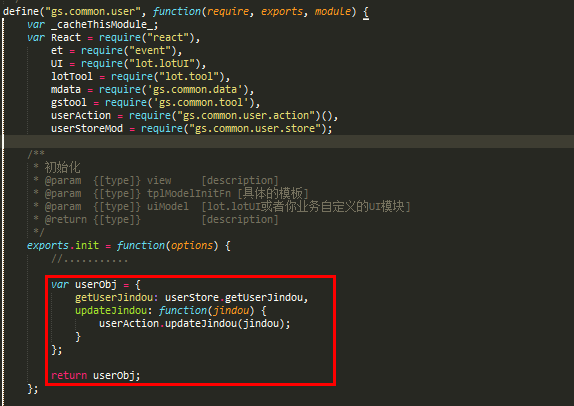 define("gs.common.user", function(require, exports, module) {
    var _cacheThisModule_;
    var React = require("react"),
        et = require("event"),
        UI = require("lot.lotUI"),
        lotTool = require("lot.tool"),
        mdata = require('gs.common.data'),
        gstool = require('gs.common.tool'),
        userAction = require("gs.common.user.action")(),
        userStoreMod = require("gs.common.user.store");
    /**
     * 初始化
     * @param  {[type]} view     [description]
     * @param  {[type]} tplModelInitFn [具体的模板]
     * @param  {[type]} uiModel  [lot.lotUI或者你业务自定义的UI模块]
     * @return {[type]}          [description]
     */
    exports.init = function(options) {
        //...........
        var userObj = {
            getUserJindou: userStore.getUserJindou,
            updateJindou: function(jindou) {
                userAction.updateJindou(jindou);
            }
        };
        return userObj;
    };